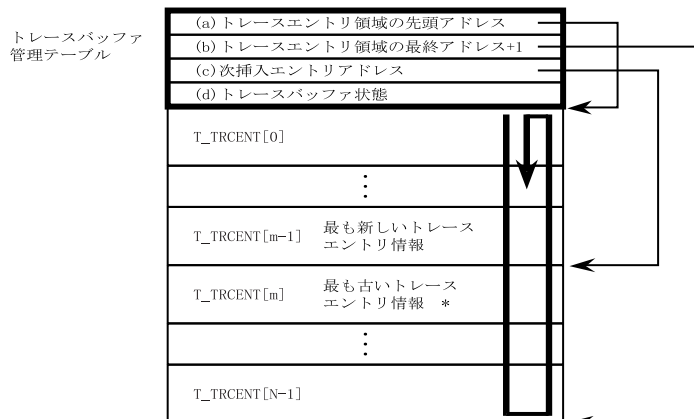 トレースバッファ
管理テーブル
(a)トレースエントリ領域の先頭アドレス
(b)トレースエントリ領域の最終アドレス+1
(c)次挿入エントリアドレス
(d)トレースバッファ状態
T_TRCENT[0]
⋮
T_TRCENT[m-1] 最も新しいトレース
エントリ情報
T_TRCENT[m] 最も古いトレース
エントリ情報 *
⋮
T_TRCENT[N-1]